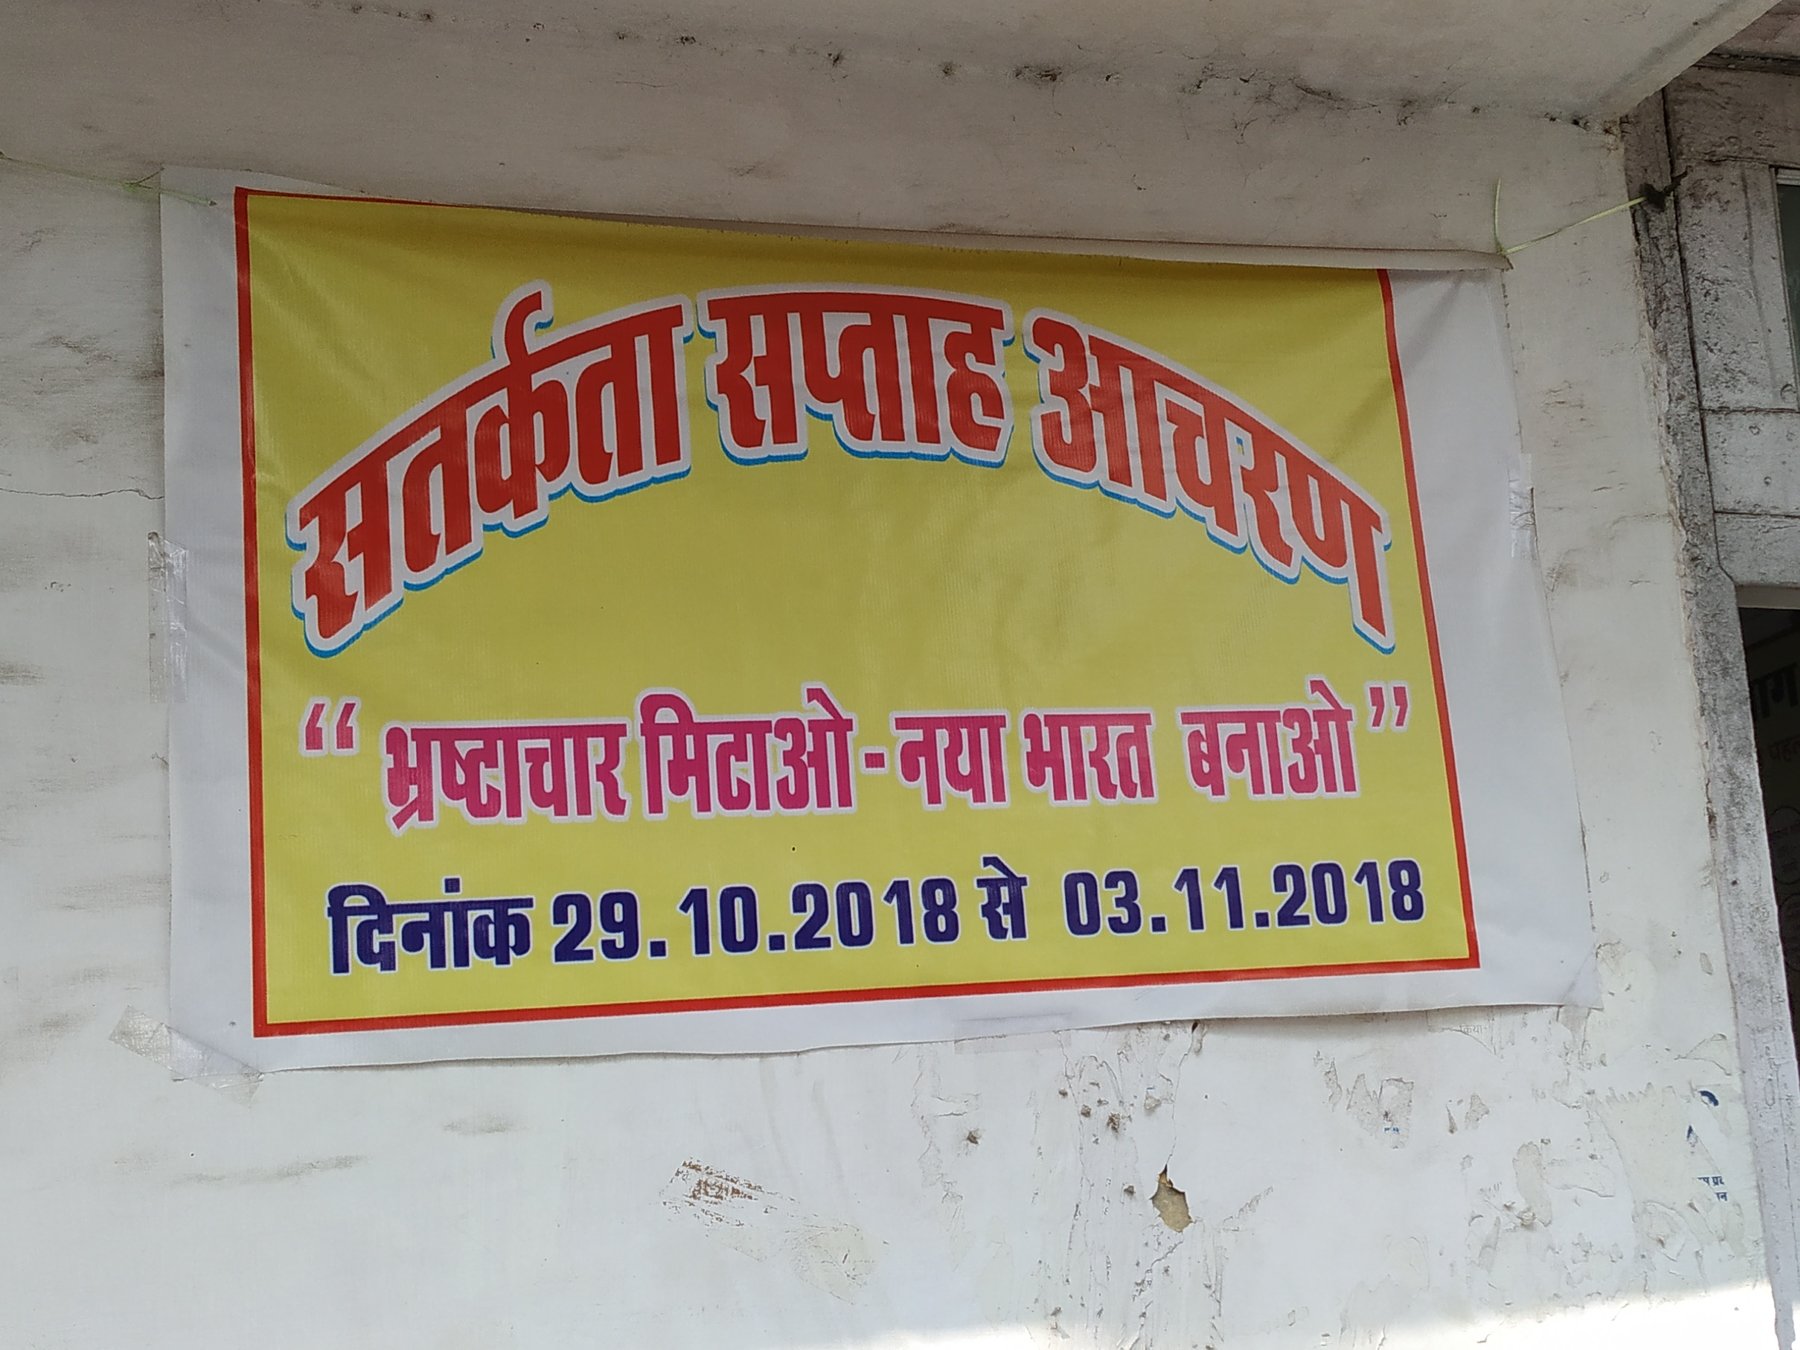 सतर्कता सप्ताह आचरण
“ भ्रष्टाचार मिटाओ - नया भारत बनाओ ”
दिनांक 29.10.2018 से 03.11.2018